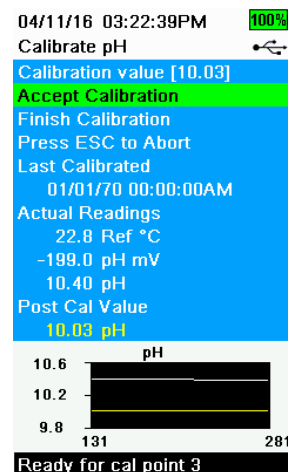 04/11/16 03:22:39PM 100%
Calibrate pH
Calibration value [10.03]
Accept Calibration
Finish Calibration
Press ESC to Abort
Last Calibrated
01/01/70 00:00:00AM
Actual Readings
22.8 Ref °C
-199.0 pH mV
10.40 pH
Post Cal Value
10.03 pH
pH
10.6
10.2
9.8
131 281
Ready for cal point 3